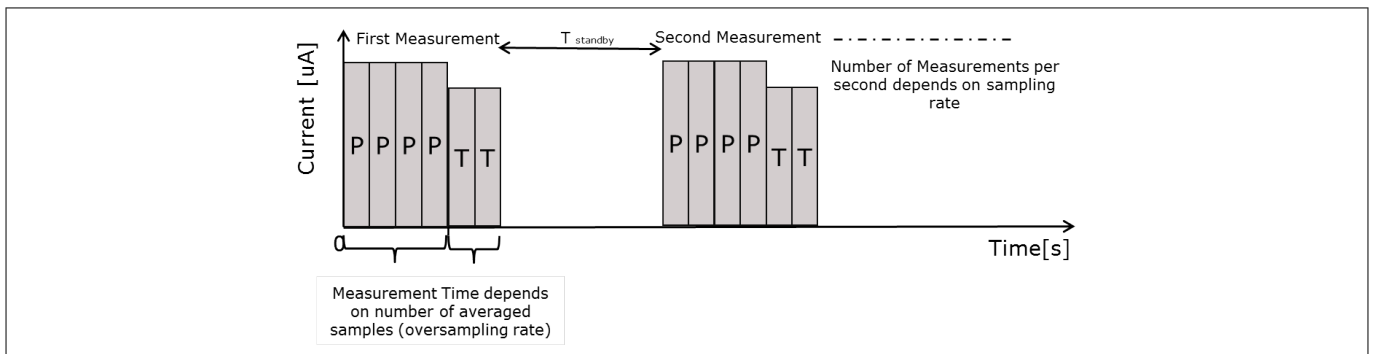 First Measurement
T standby
Second Measurement
Number of Measurements per
second depends on sampling
rate
Current [uA]
P P P P T T
P P P P T T
0
Time[s]
Measurement Time depends
on number of averaged
samples (oversampling rate)